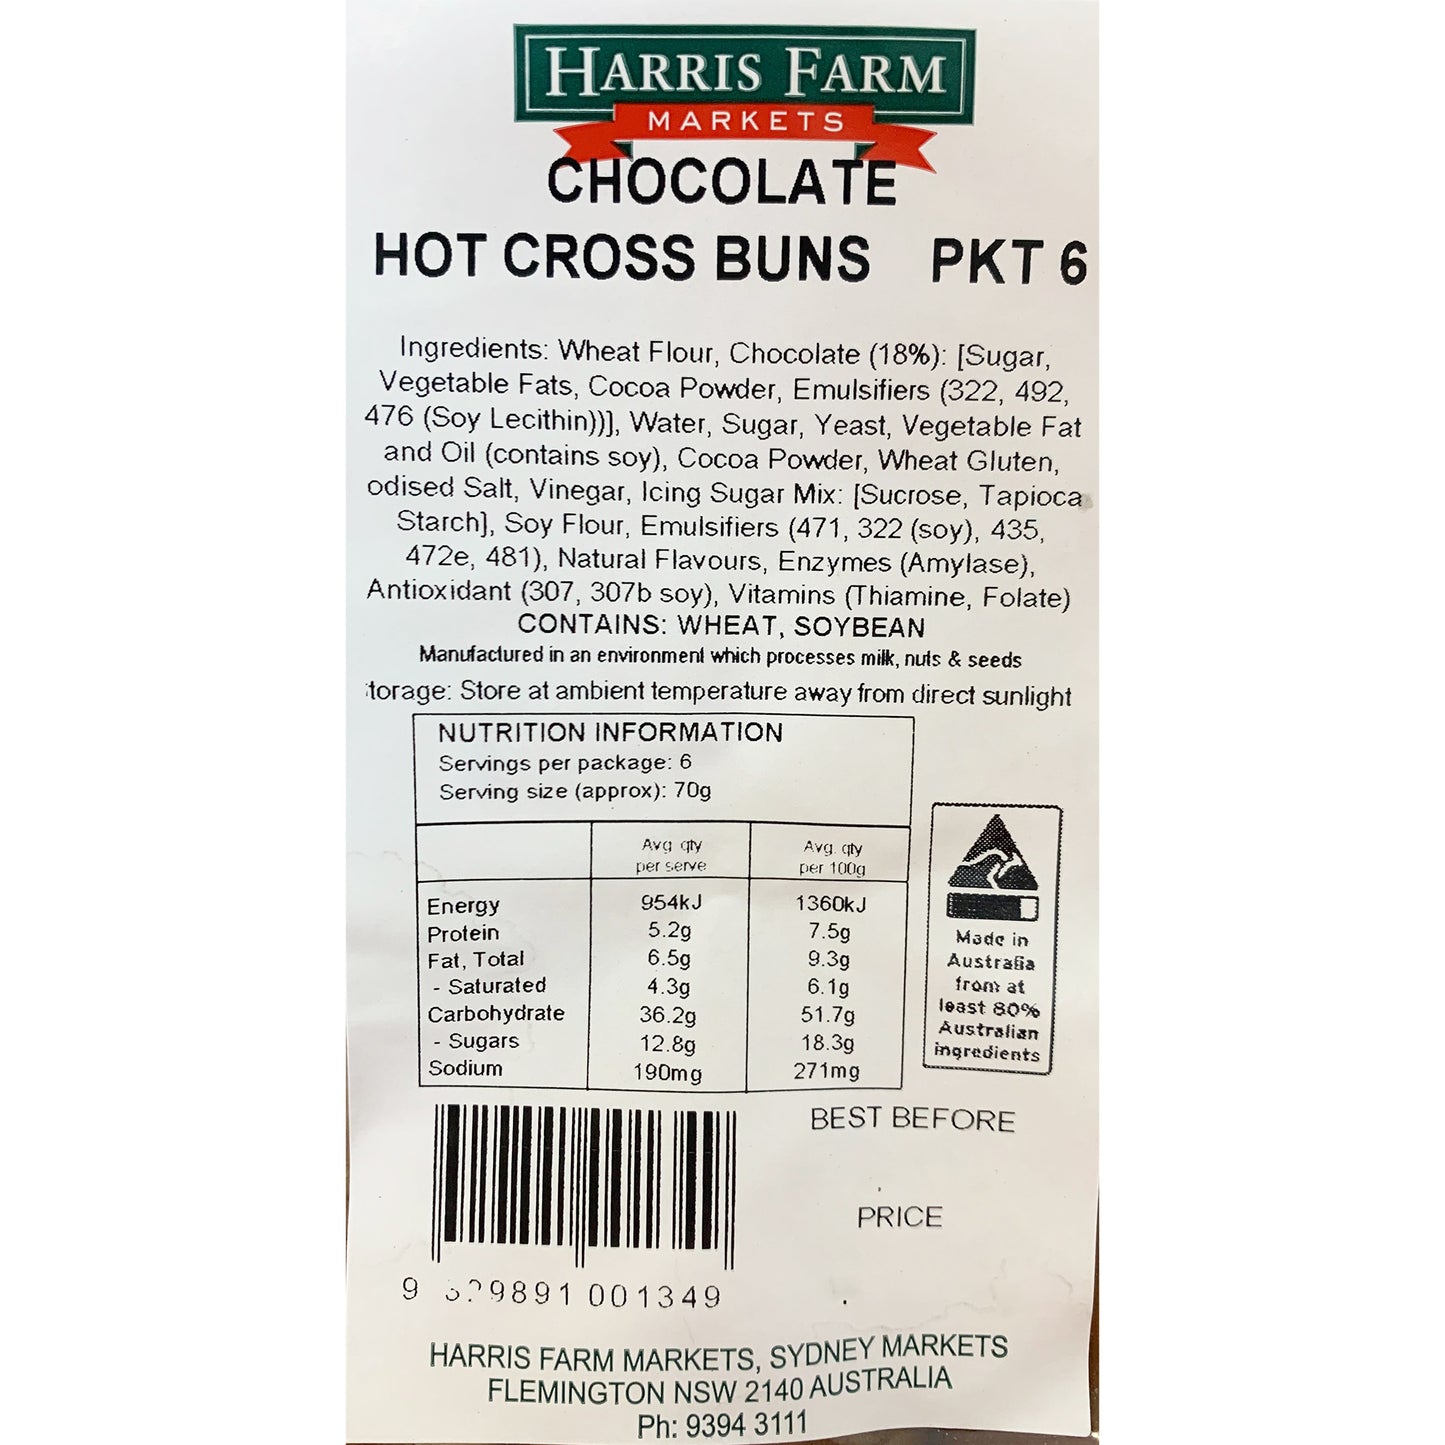 HARRIS FARM
MARKETS
CHOCOLATE
HOT CROSS BUNS PKT 6
Ingredients: Wheat Flour, Chocolate (18%): [Sugar,
Vegetable Fats, Cocoa Powder, Emulsifiers (322, 492,
476 (Soy Lecithin))], Water, Sugar, Yeast, Vegetable Fat
and Oil (contains soy), Cocoa Powder, Wheat Gluten,
odised Salt, Vinegar, Icing Sugar Mix: [Sucrose, Tapioca
Starch], Soy Flour, Emulsifiers (471, 322 (soy), 435,
472e, 481), Natural Flavours, Enzymes (Amylase),
Antioxidant (307, 307b soy), Vitamins (Thiamine, Folate)
CONTAINS: WHEAT, SOYBEAN
Manufactured in an environment which processes milk, nuts & seeds
torage: Store at ambient temperature away from direct sunlight
NUTRITION INFORMATION
Servings per package: 6
Serving size (approx): 70g
Avg qty per serve
Avg. qty per 100g
Energy 954kJ 1360kJ
Protein 5.2g 7.5g
Fat, Total 6.5g 9.3g
- Saturated 4.3g 6.1g
Carbohydrate 36.2g 51.7g
- Sugars 12.8g 18.3g
Sodium 190mg 271mg
Made in
Australia
from at
least 80%
Australian
ingredients
BEST BEFORE
PRICE
9 9891 001349
HARRIS FARM MARKETS, SYDNEY MARKETS
FLEMINGTON NSW 2140 AUSTRALIA
Ph: 9394 3111